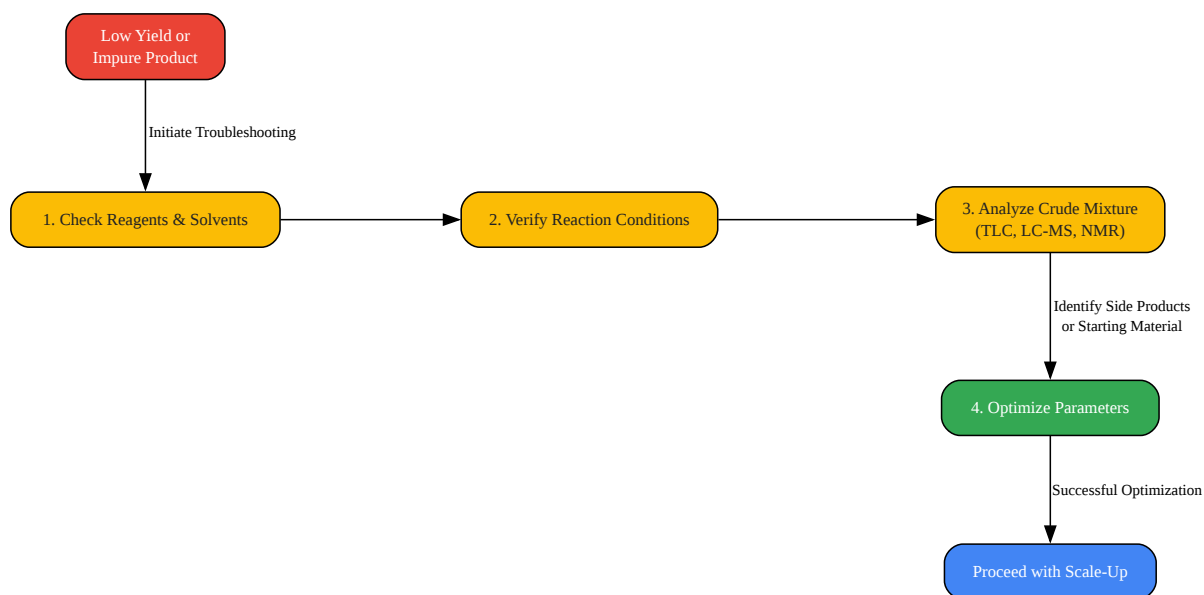 Low Yield or
Impure Product
Initiate Troubleshooting
1. Check Reagents & Solvents
2. Verify Reaction Conditions
3. Analyze Crude Mixture
(TLC, LC-MS, NMR)
Identify Side Products
or Starting Material
4. Optimize Parameters
Successful Optimization
Proceed with Scale-Up